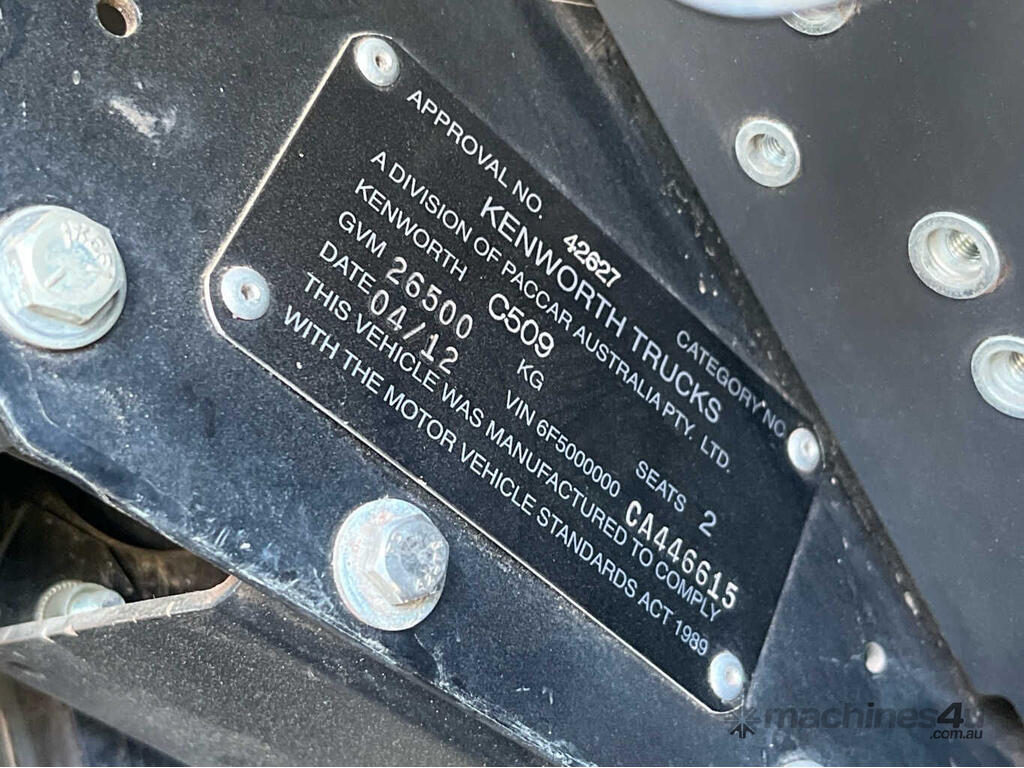 APPROVAL NO. 42627 CATEGORY NO.
KENWORTH TRUCKS
A DIVISION OF PACCAR AUSTRALIA PTY. LTD.
KENWORTH C509 SEATS 2
GVM 26500 KG
DATE 04/12 VIN 6F5000000 CA446615
THIS VEHICLE WAS MANUFACTURED TO COMPLY
WITH THE MOTOR VEHICLE STANDARDS ACT 1989
machines4u
.com.au